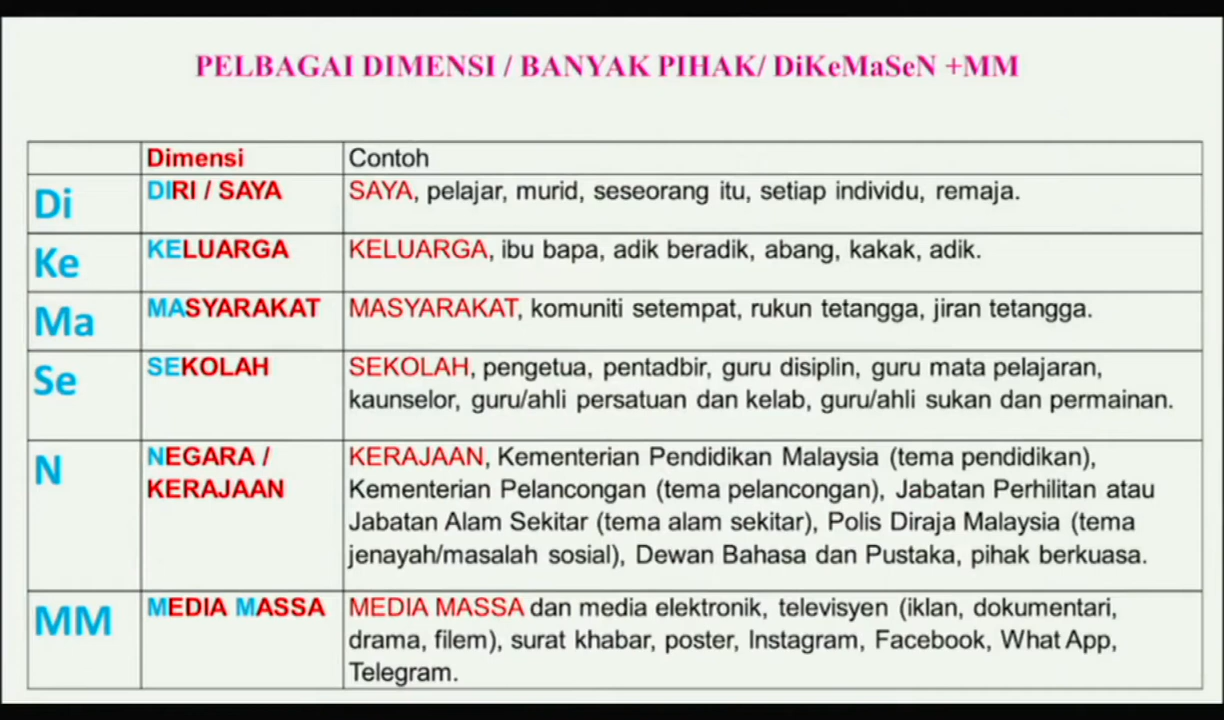 PELBAGAI DIMENSI / BANYAK PIHAK/ DiKeMaSeN +MM
Dimensi Contoh
Di DIRI / SAYA SAYA, pelajar, murid, seseorang itu, setiap individu, remaja.
Ke KELUARGA KELUARGA, ibu bapa, adik beradik, abang, kakak, adik.
Ma MASYARAKAT MASYARAKAT, komuniti setempat, rukun tetangga, jiran tetangga.
Se SEKOLAH SEKOLAH, pengetua, pentadbir, guru disiplin, guru mata pelajaran,
kaunselor, guru/ahli persatuan dan kelab, guru/ahli sukan dan permainan.
N NEGARA / KERAJAAN, Kementerian Pendidikan Malaysia (tema pendidikan),
KERAJAAN Kementerian Pelancongan (tema pelancongan), Jabatan Perhilitan atau
Jabatan Alam Sekitar (tema alam sekitar), Polis Diraja Malaysia (tema
jenayah/masalah sosial), Dewan Bahasa dan Pustaka, pihak berkuasa.
MM MEDIA MASSA MEDIA MASSA dan media elektronik, televisyen (iklan, dokumentari,
drama, filem), surat khabar, poster, Instagram, Facebook, What App,
Telegram.